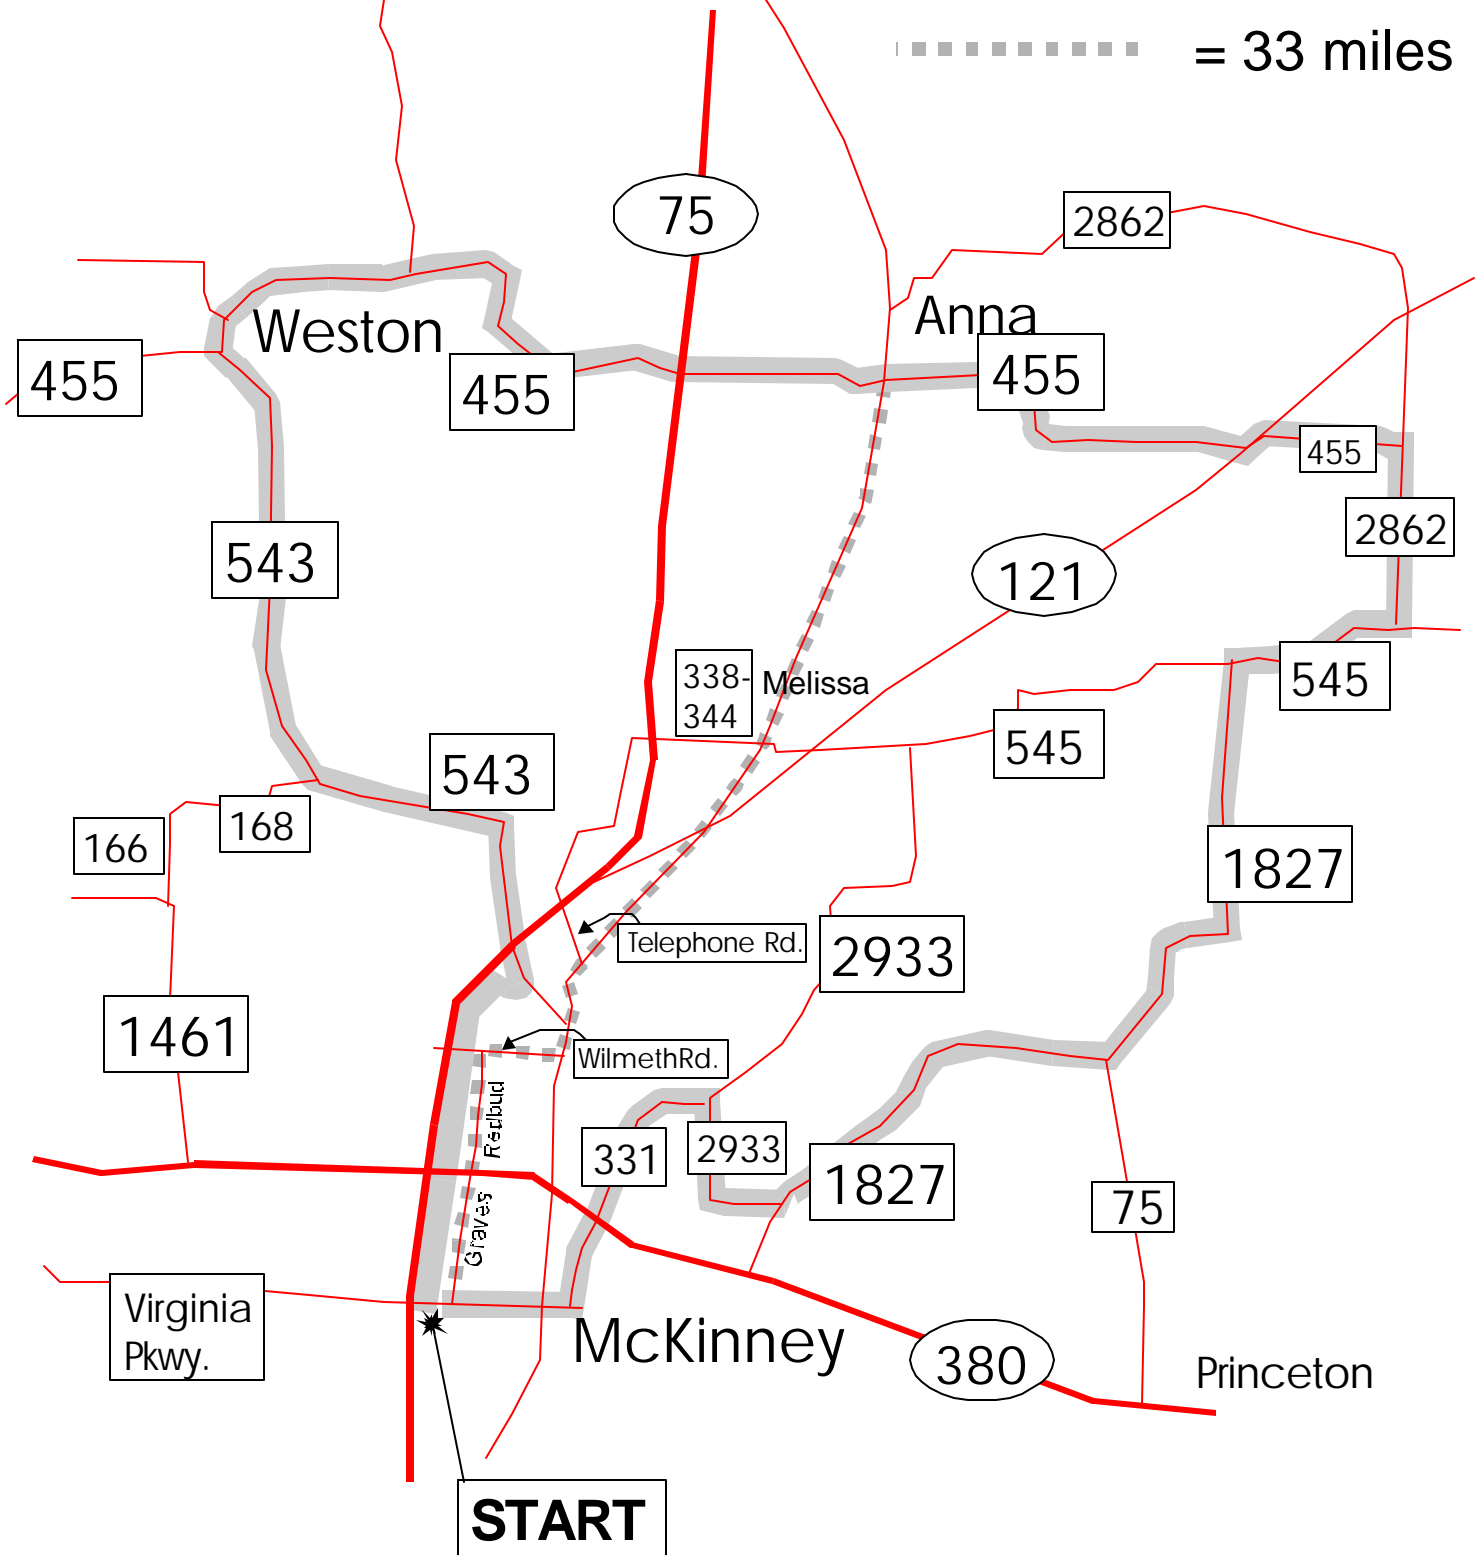 = 33 miles
75
2862
Anna
Weston
455
455
455
455
2862
543
121
338-
344
Melissa
545
545
543
168
166
1827
Telephone Rd.
2933
1461
WilmethRd.
Redbud
331
2933
1827
75
Graves
Virginia
Pkwy.
McKinney
380
Princeton
START